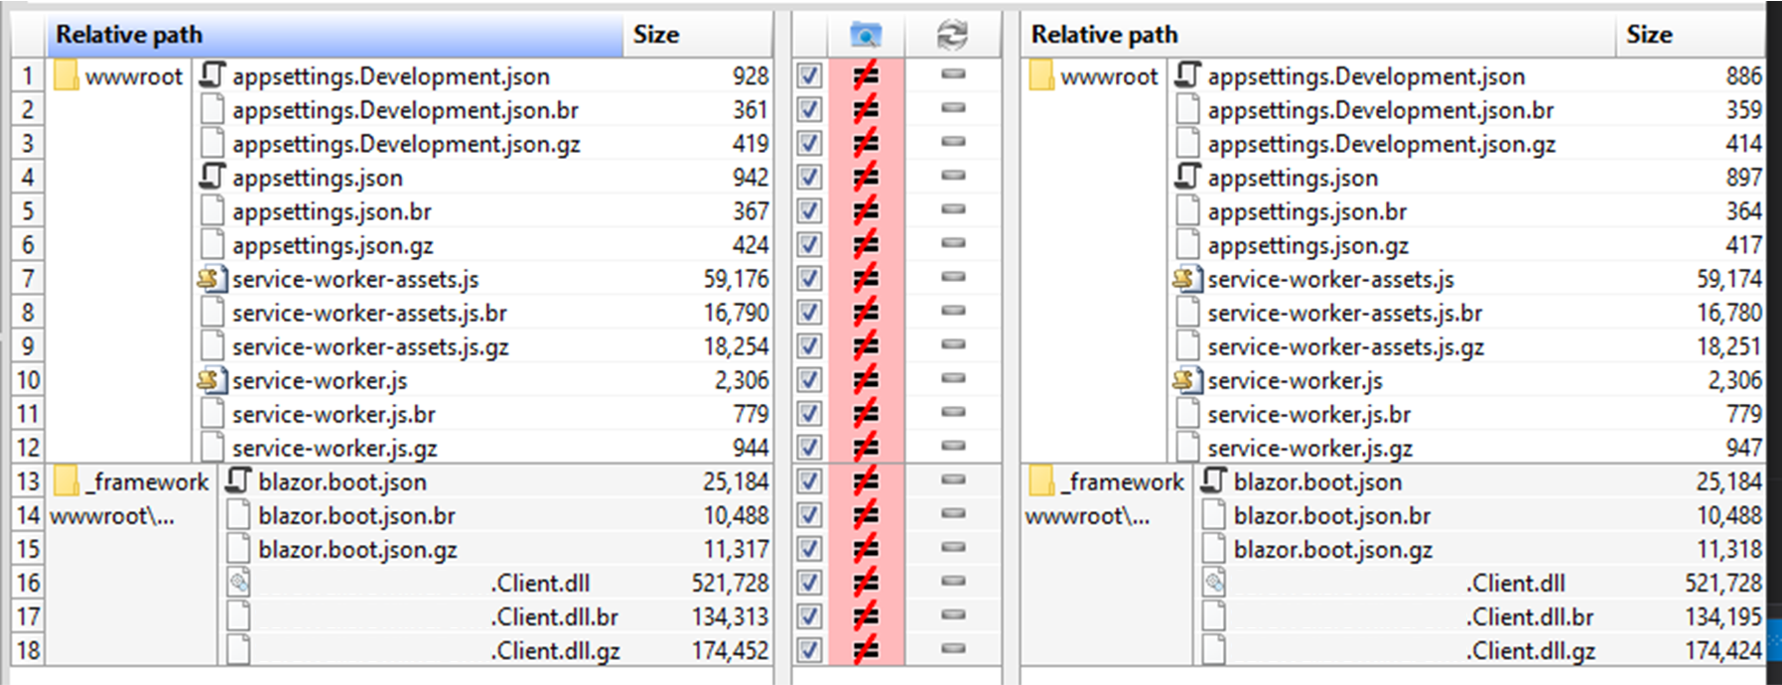 Relative path Size Relative path Size
1 wwwroot appsettings.Development.json 928 wwwroot appsettings.Development.json 886
2 appsettings.Development.json.br 361 appsettings.Development.json.br 359
3 appsettings.Development.json.gz 419 appsettings.Development.json.gz 414
4 appsettings.json 942 appsettings.json 897
5 appsettings.json.br 367 appsettings.json.br 364
6 appsettings.json.gz 424 appsettings.json.gz 417
7 service-worker-assets.js 59,176 service-worker-assets.js 59,174
8 service-worker-assets.js.br 16,790 service-worker-assets.js.br 16,780
9 service-worker-assets.js.gz 18,254 service-worker-assets.js.gz 18,251
10 service-worker.js 2,306 service-worker.js 2,306
11 service-worker.js.br 779 service-worker.js.br 779
12 service-worker.js.gz 944 service-worker.js.gz 947
13 _framework blazor.boot.json 25,184 _framework blazor.boot.json 25,184
14 wwwroot\... blazor.boot.json.br 10,488 wwwroot\... blazor.boot.json.br 10,488
15 blazor.boot.json.gz 11,317 blazor.boot.json.gz 11,318
16 .Client.dll 521,728 .Client.dll 521,728
17 .Client.dll.br 134,313 .Client.dll.br 134,195
18 .Client.dll.gz 174,452 .Client.dll.gz 174,424